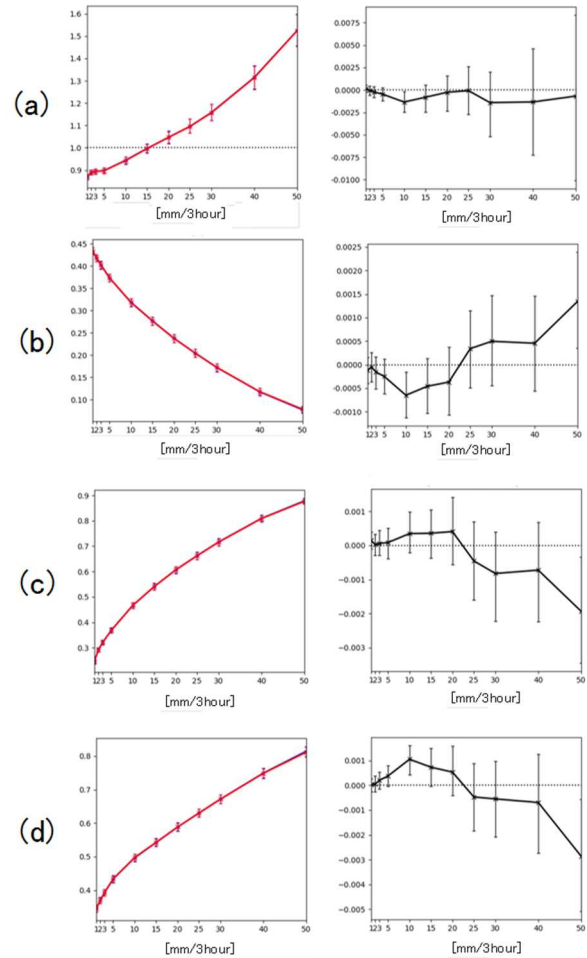 1.6
1.5
1.4
1.3
1.2
1.1
1.0
0.9
123 5 10 15 20 25 30 40 50
[mm/3hour]
(a)
0.0075
0.0050
0.0025
0.0000
−0.0025
−0.0050
−0.0075
−0.0100
123 5 10 15 20 25 30 40 50
[mm/3hour]
0.45
0.40
0.35
0.30
0.25
0.20
0.15
0.10
123 5 10 15 20 25 30 40 50
[mm/3hour]
(b)
0.0025
0.0020
0.0015
0.0010
0.0005
0.0000
−0.0005
−0.0010
123 5 10 15 20 25 30 40 50
[mm/3hour]
0.9
0.8
0.7
0.6
0.5
0.4
0.3
123 5 10 15 20 25 30 40 50
[mm/3hour]
(c)
0.001
0.000
−0.001
−0.002
−0.003
123 5 10 15 20 25 30 40 50
[mm/3hour]
0.8
0.7
0.6
0.5
0.4
123 5 10 15 20 25 30 40 50
[mm/3hour]
(d)
0.001
0.000
−0.001
−0.002
−0.003
−0.004
−0.005
123 5 10 15 20 25 30 40 50
[mm/3hour]